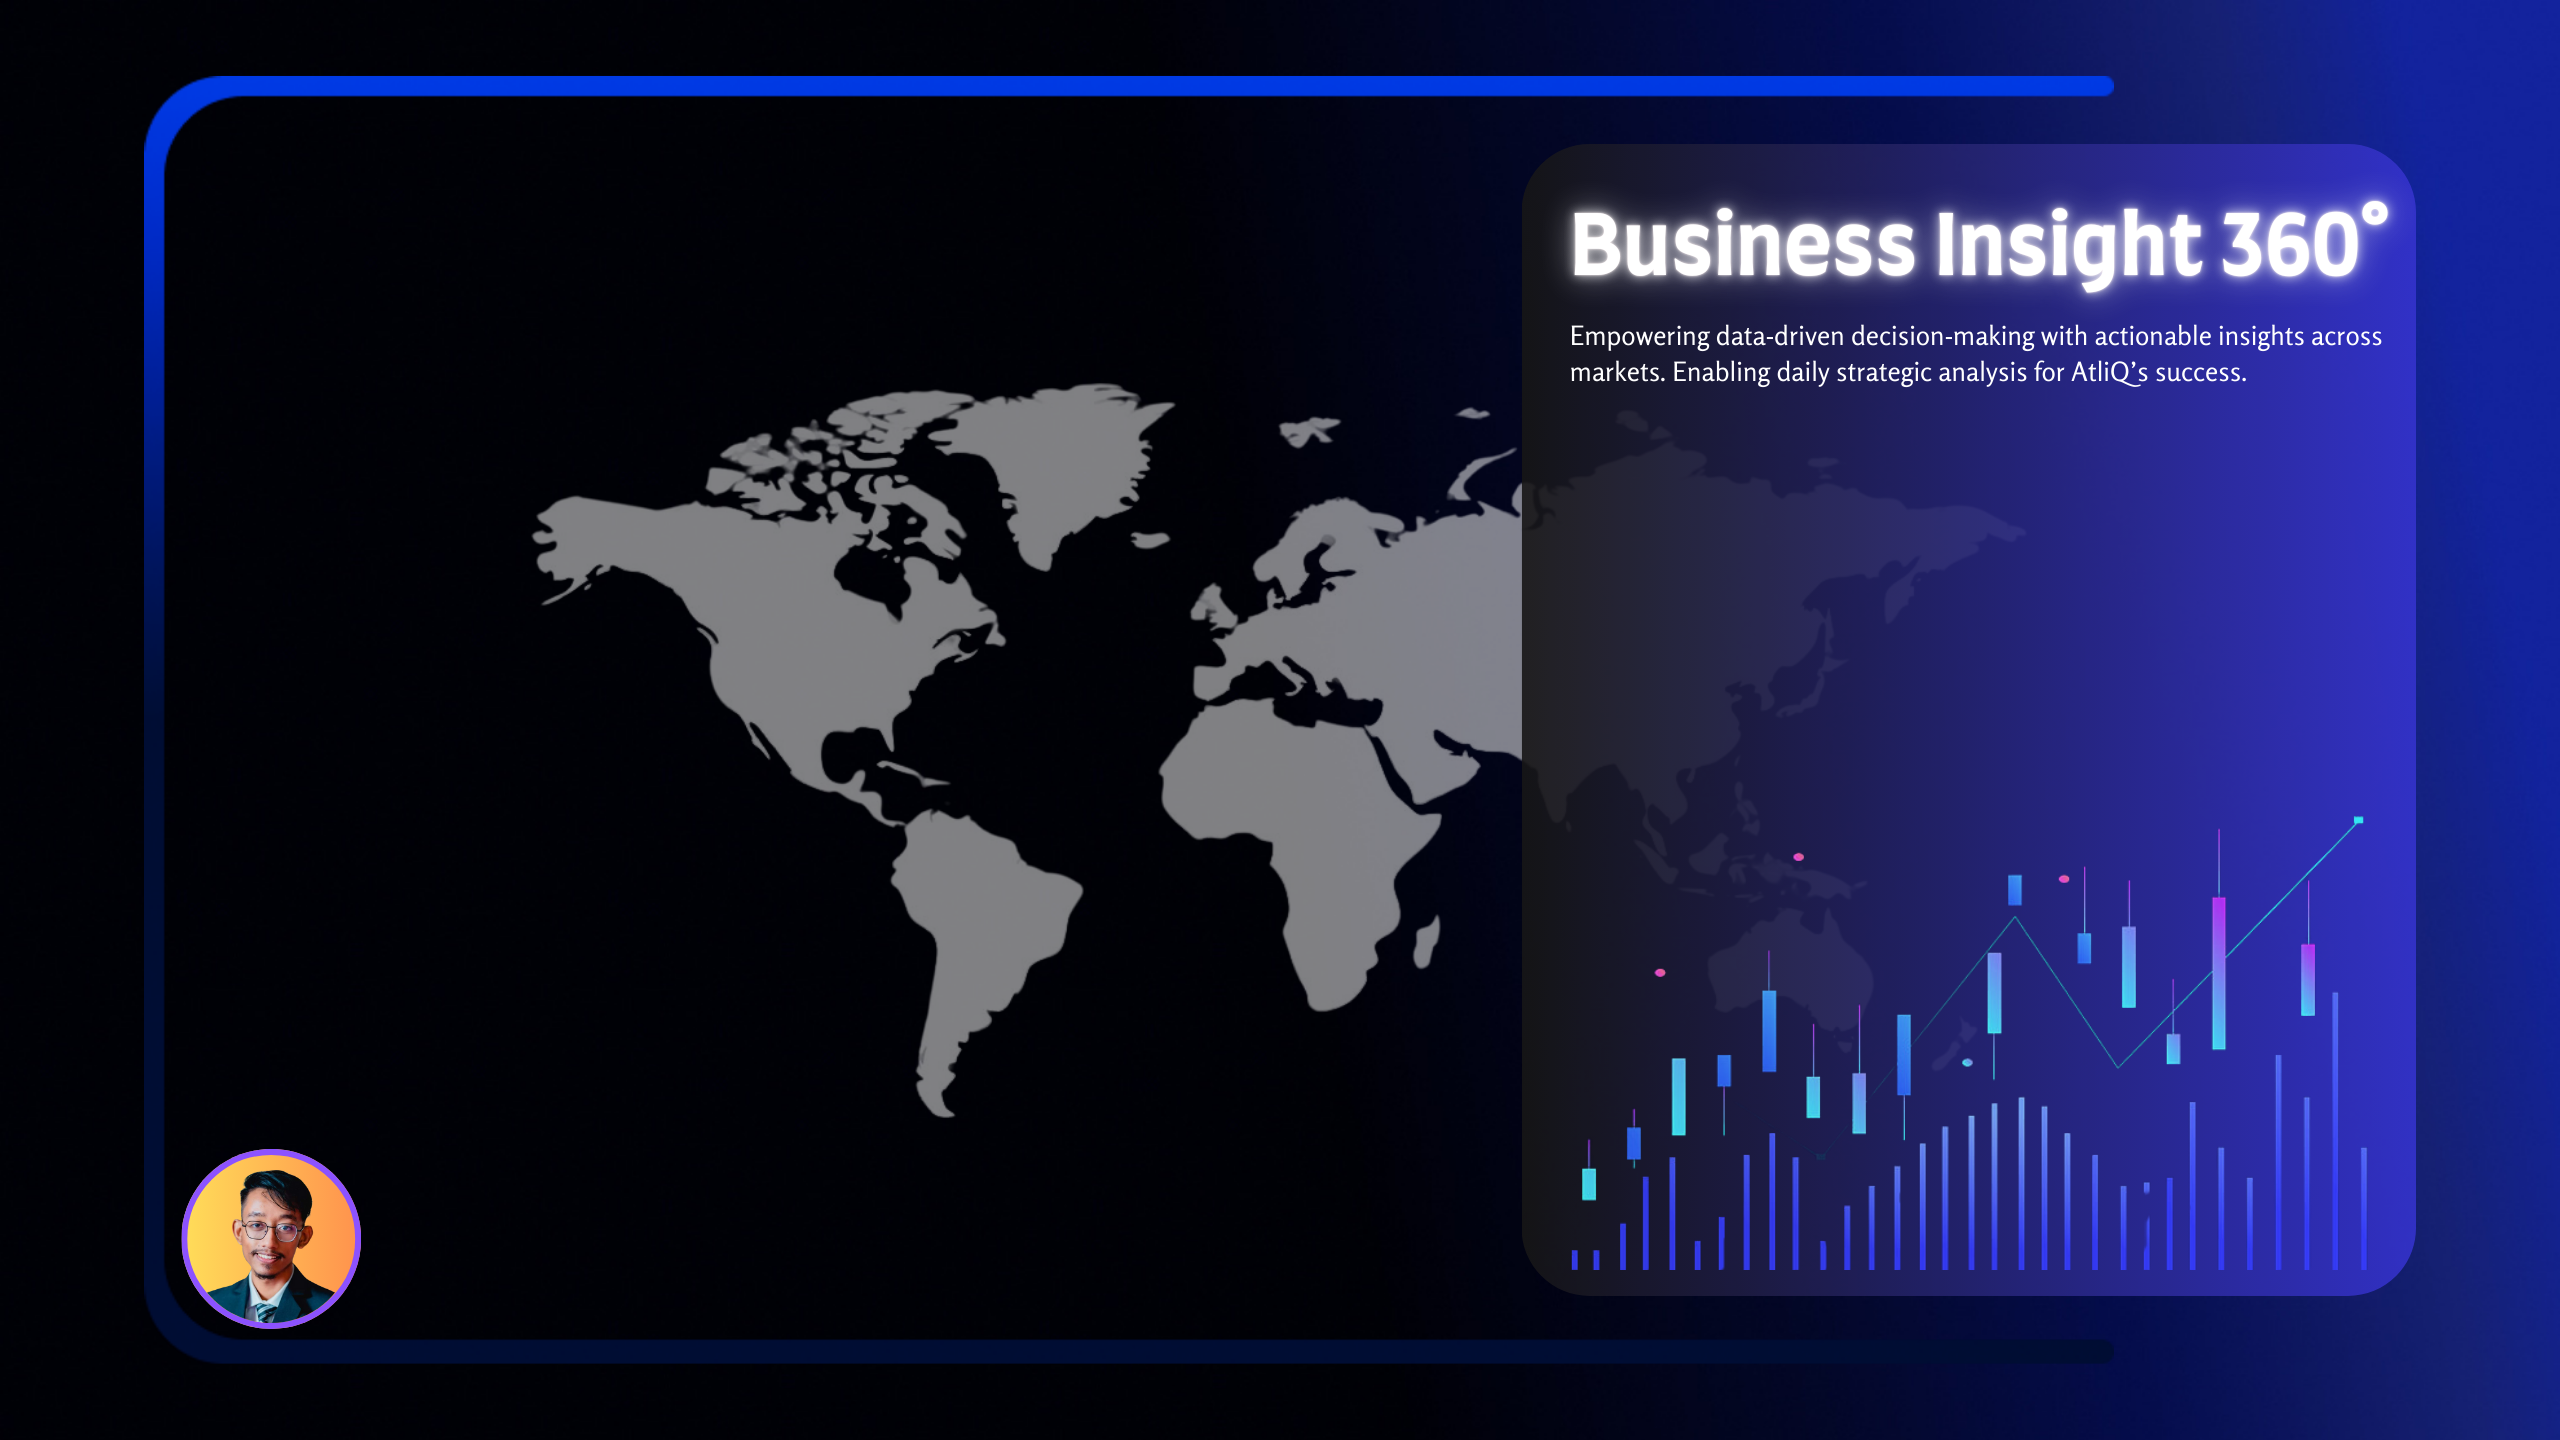 Business Insight 360°
Empowering data-driven decision-making with actionable insights across
markets. Enabling daily strategic analysis for AtliQ’s success.